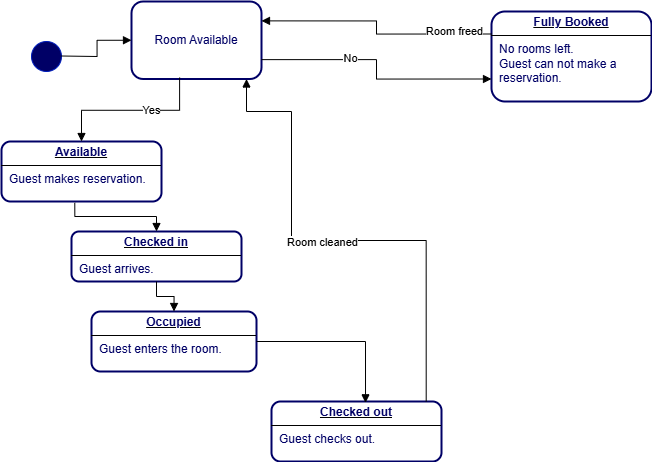 Room Available
Room freed
Fully Booked
No rooms left.
Guest can not make a
reservation.
No
Yes
Available
Guest makes reservation.
Checked in
Guest arrives.
Room cleaned
Occupied
Guest enters the room.
Checked out
Guest checks out.